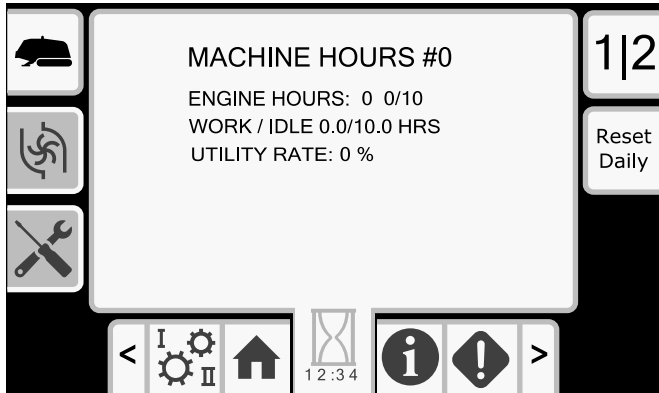 MACHINE HOURS #0
ENGINE HOURS: 0 0/10
WORK / IDLE 0.0/10.0 HRS
UTILITY RATE: 0 %
1|2
Reset
Daily
<
I
II
12:34
i
!
>